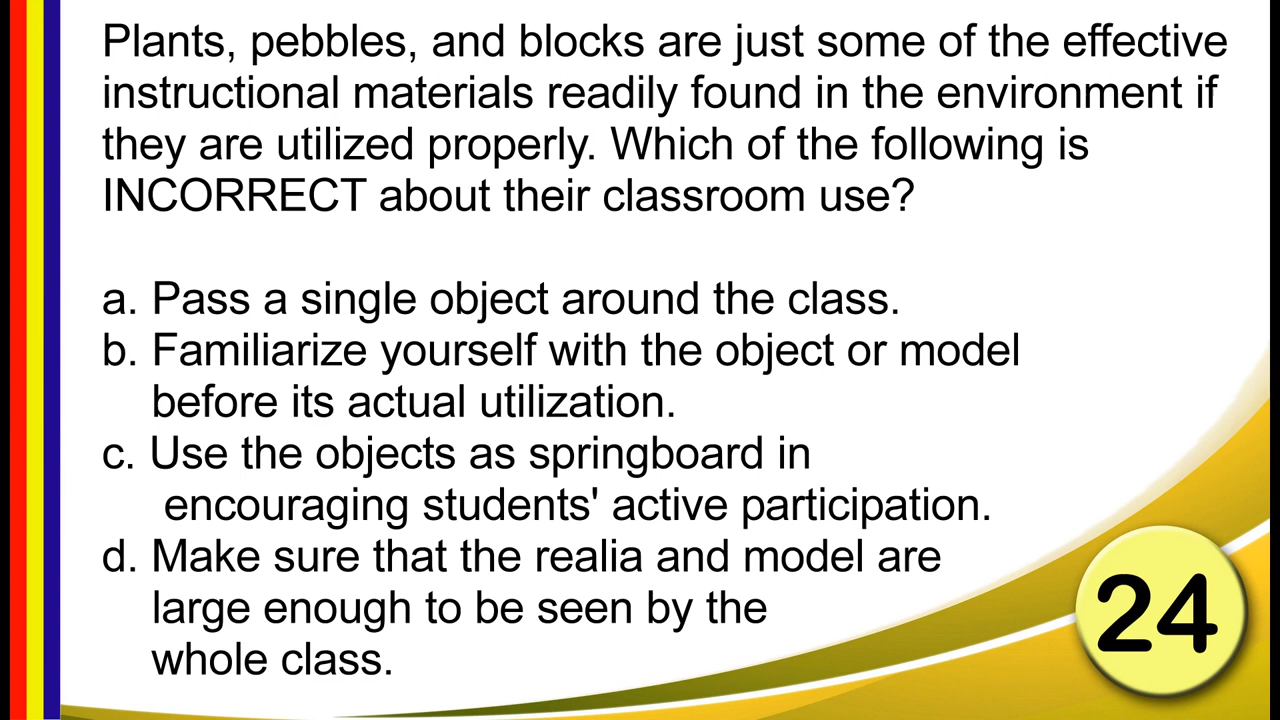 Plants, pebbles, and blocks are just some of the effective
instructional materials readily found in the environment if
they are utilized properly. Which of the following is
INCORRECT about their classroom use?
a. Pass a single object around the class.
b. Familiarize yourself with the object or model
before its actual utilization.
c. Use the objects as springboard in
encouraging students' active participation.
d. Make sure that the realia and model are
large enough to be seen by the
whole class.
24